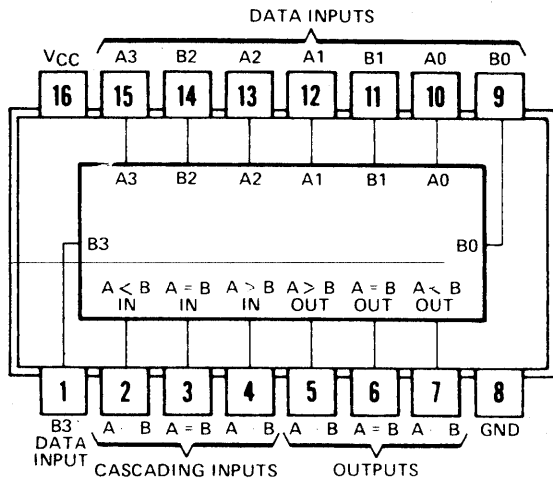 DATA INPUTS
VCC A3 B2 A2 A1 B1 A0 B0
16 15 14 13 12 11 10 9
A3 B2 A2 A1 B1 A0
B3 B0
A < B A = B A > B A > B A = B A < B
IN IN IN OUT OUT OUT
1 2 3 4 5 6 7 8
B3 A B A = B A B A B A = B A B GND
DATA
INPUT
CASCADING INPUTS OUTPUTS